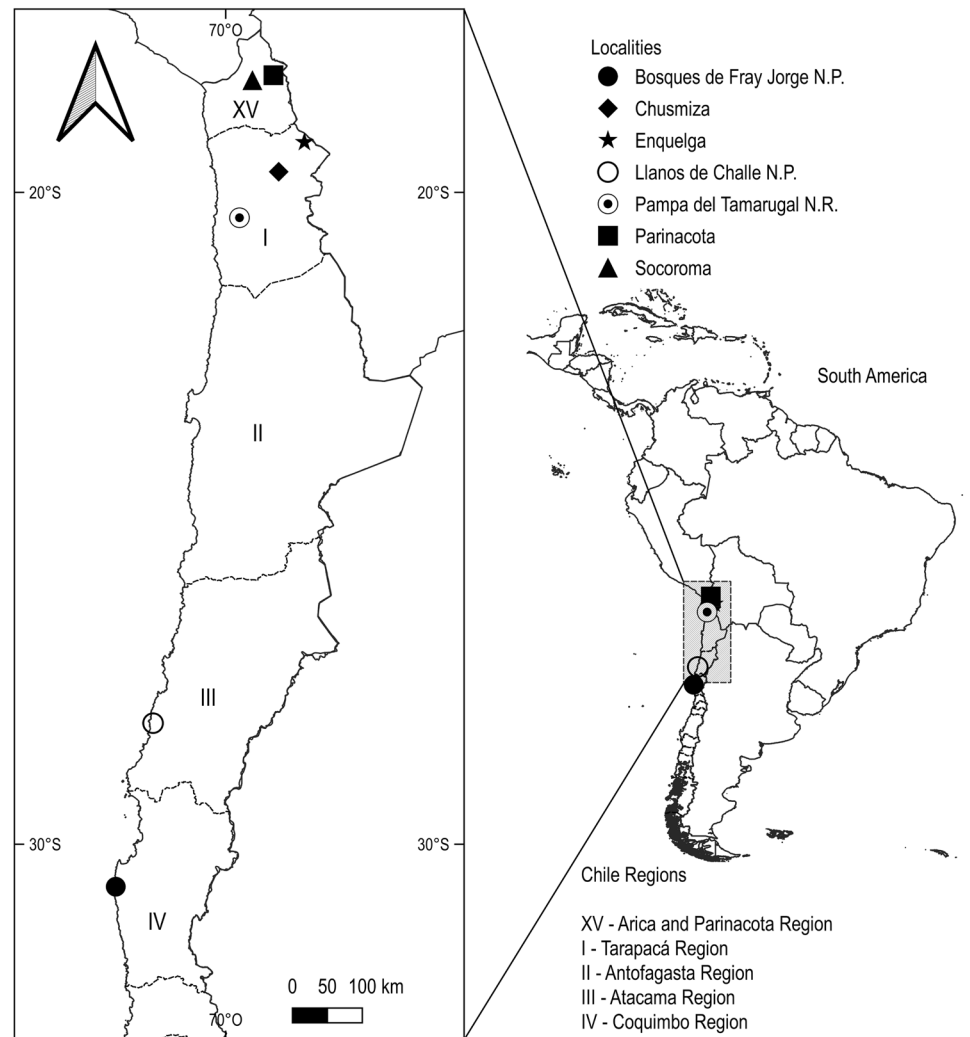 70°O
XV
20°S
20°S
I
II
III
30°S
30°S
IV
0 50 100 km
70°O
Localities
Bosques de Fray Jorge N.P.
Chusmiza
Enquelga
Llanos de Challe N.P.
Pampa del Tamarugal N.R.
Parinacota
Socoroma
South America
Chile Regions
XV - Arica and Parinacota Region
I - Tarapacá Region
II - Antofagasta Region
III - Atacama Region
IV - Coquimbo Region